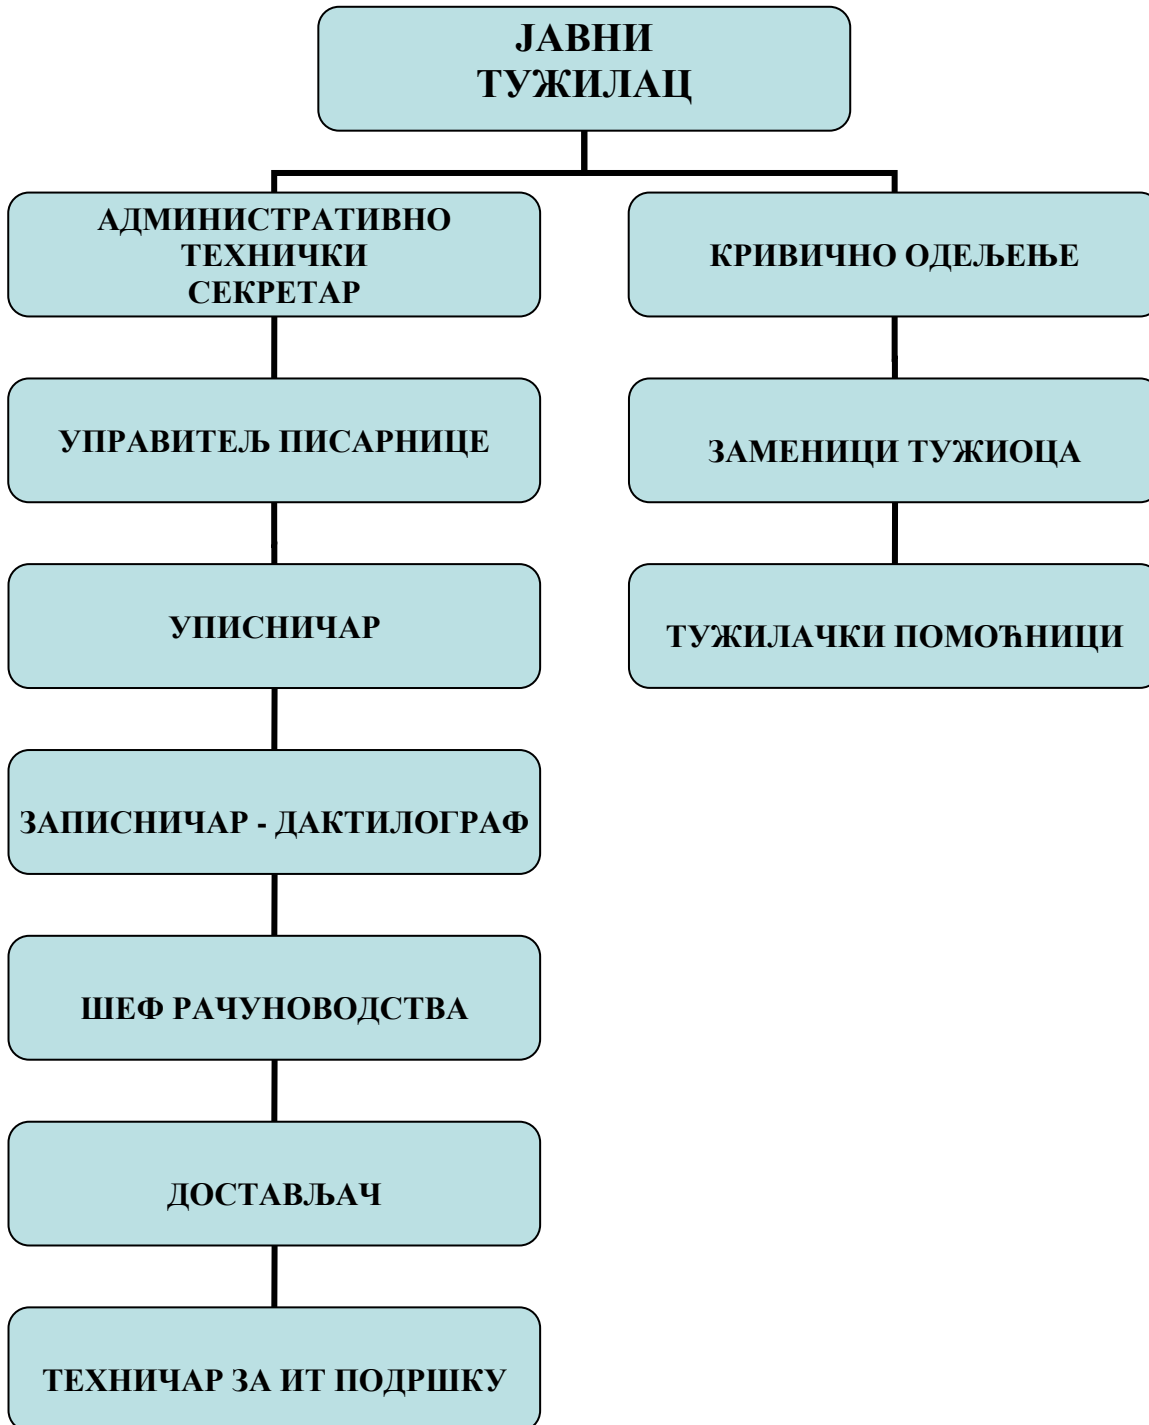 ЈАВНИ
ТУЖИЛАЦ
АДМИНИСТРАТИВНО
ТЕХНИЧКИ
СЕКРЕТАР
КРИВИЧНО ОДЕЉЕЊЕ
УПРАВИТЕЉ ПИСАРНИЦЕ
ЗАМЕНИЦИ ТУЖИОЦА
УПИСНИЧАР
ТУЖИЛАЧКИ ПОМОЋНИЦИ
ЗАПИСНИЧАР - ДАКТИЛОГРАФ
ШЕФ РАЧУНОВОДСТВА
ДОСТАВЉАЧ
ТЕХНИЧАР ЗА ИТ ПОДРШКУ